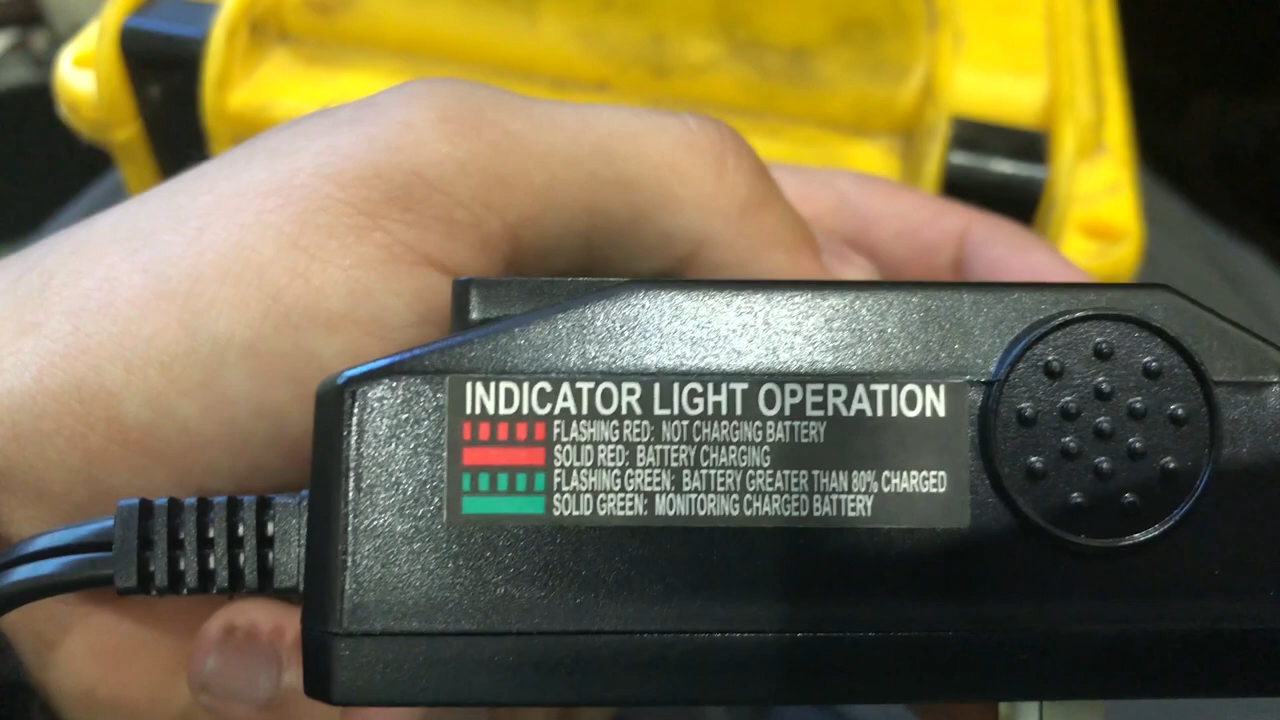 INDICATOR LIGHT OPERATION
FLASHING RED: NOT CHARGING BATTERY
SOLID RED: BATTERY CHARGING
FLASHING GREEN: BATTERY GREATER THAN 80% CHARGED
SOLID GREEN: MONITORING CHARGED BATTERY